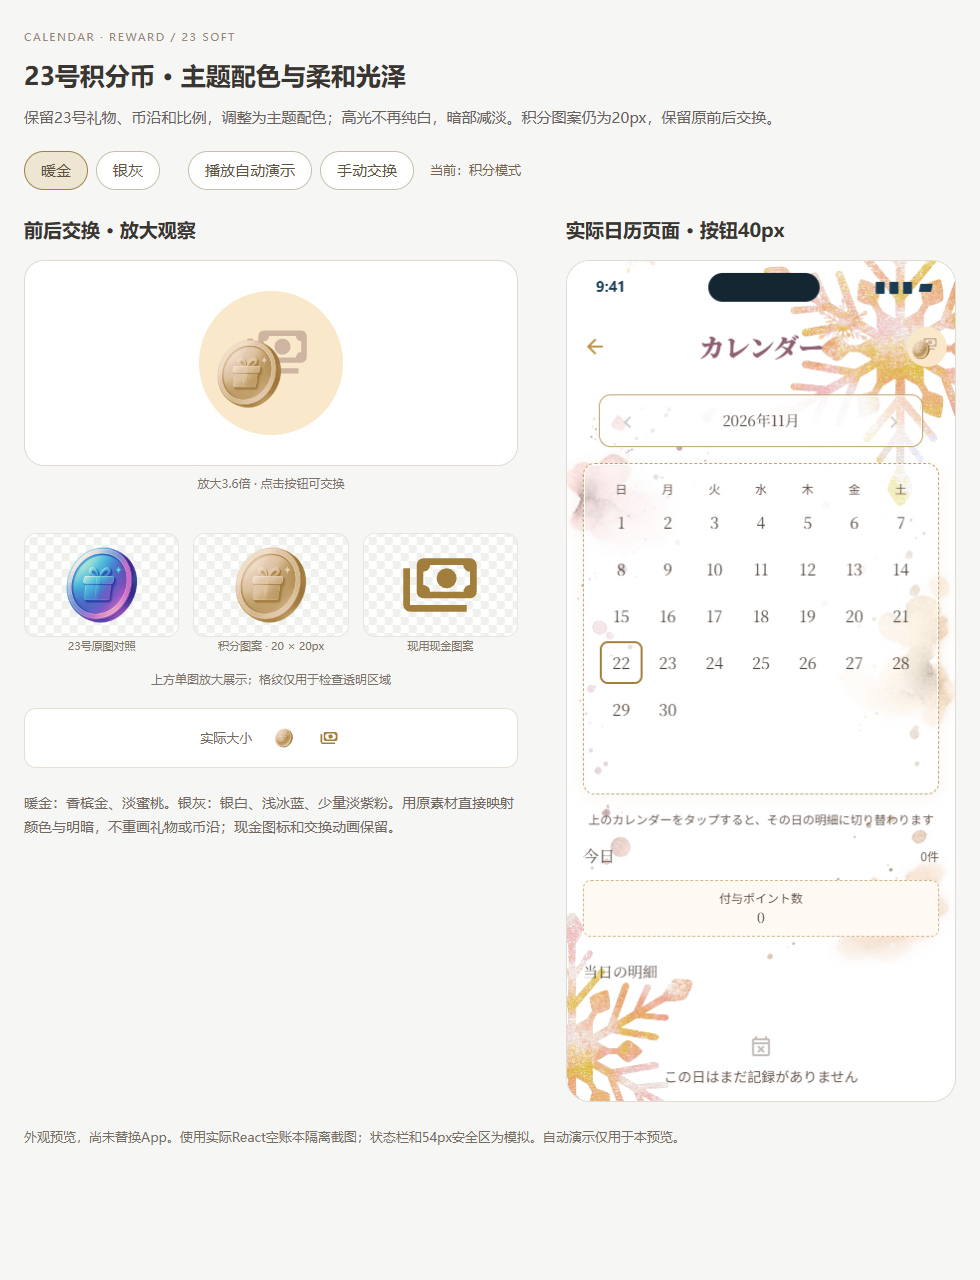 CALENDAR · REWARD / 23 SOFT
23号积分币 • 主题配色与柔和光泽
保留23号礼物、币沿和比例，调整为主题配色；高光不再纯白，暗部减淡。积分图案仍为20px，保留原前后交换。
暖金
银灰
播放自动演示
手动交换
当前：积分模式
前后交换 • 放大观察
放大3.6倍 · 点击按钮可交换
23号原图对照
积分图案 · 20 × 20px
现用现金图案
上方单图放大展示；格纹仅用于检查透明区域
实际大小
暖金：香槟金、淡蜜桃。银灰：银白、浅冰蓝、少量淡紫粉。用原素材直接映射
颜色与明暗，不重画礼物或币沿；现金图标和交换动画保留。
实际日历页面 • 按钮40px
9:41
カレンダー
2026年11月
日 月 火 水 木 金 土
1 2 3 4 5 6 7
8 9 10 11 12 13 14
15 16 17 18 19 20 21
22 23 24 25 26 27 28
29 30
上のカレンダーをタップすると、その日の明細に切り替わります
今日
0件
付与ポイント数
0
当日の明細
この日はまだ記録がありません
外观预览，尚未替换App。使用实际React空账本隔离截图；状态栏和54px安全区为模拟。自动演示仅用于本预览。